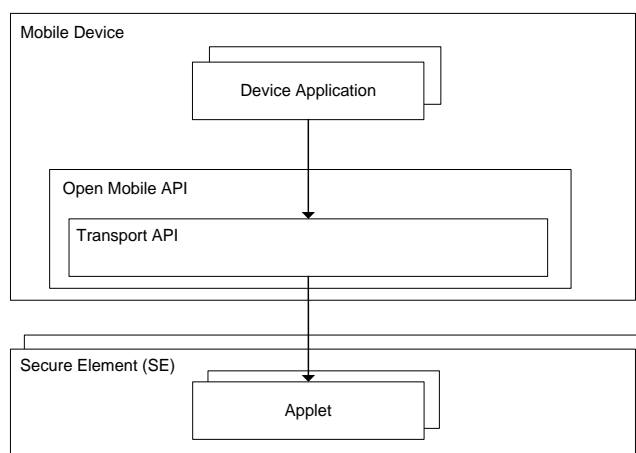 Mobile Device
Device Application
Open Mobile API
Transport API
Secure Element (SE)
Applet